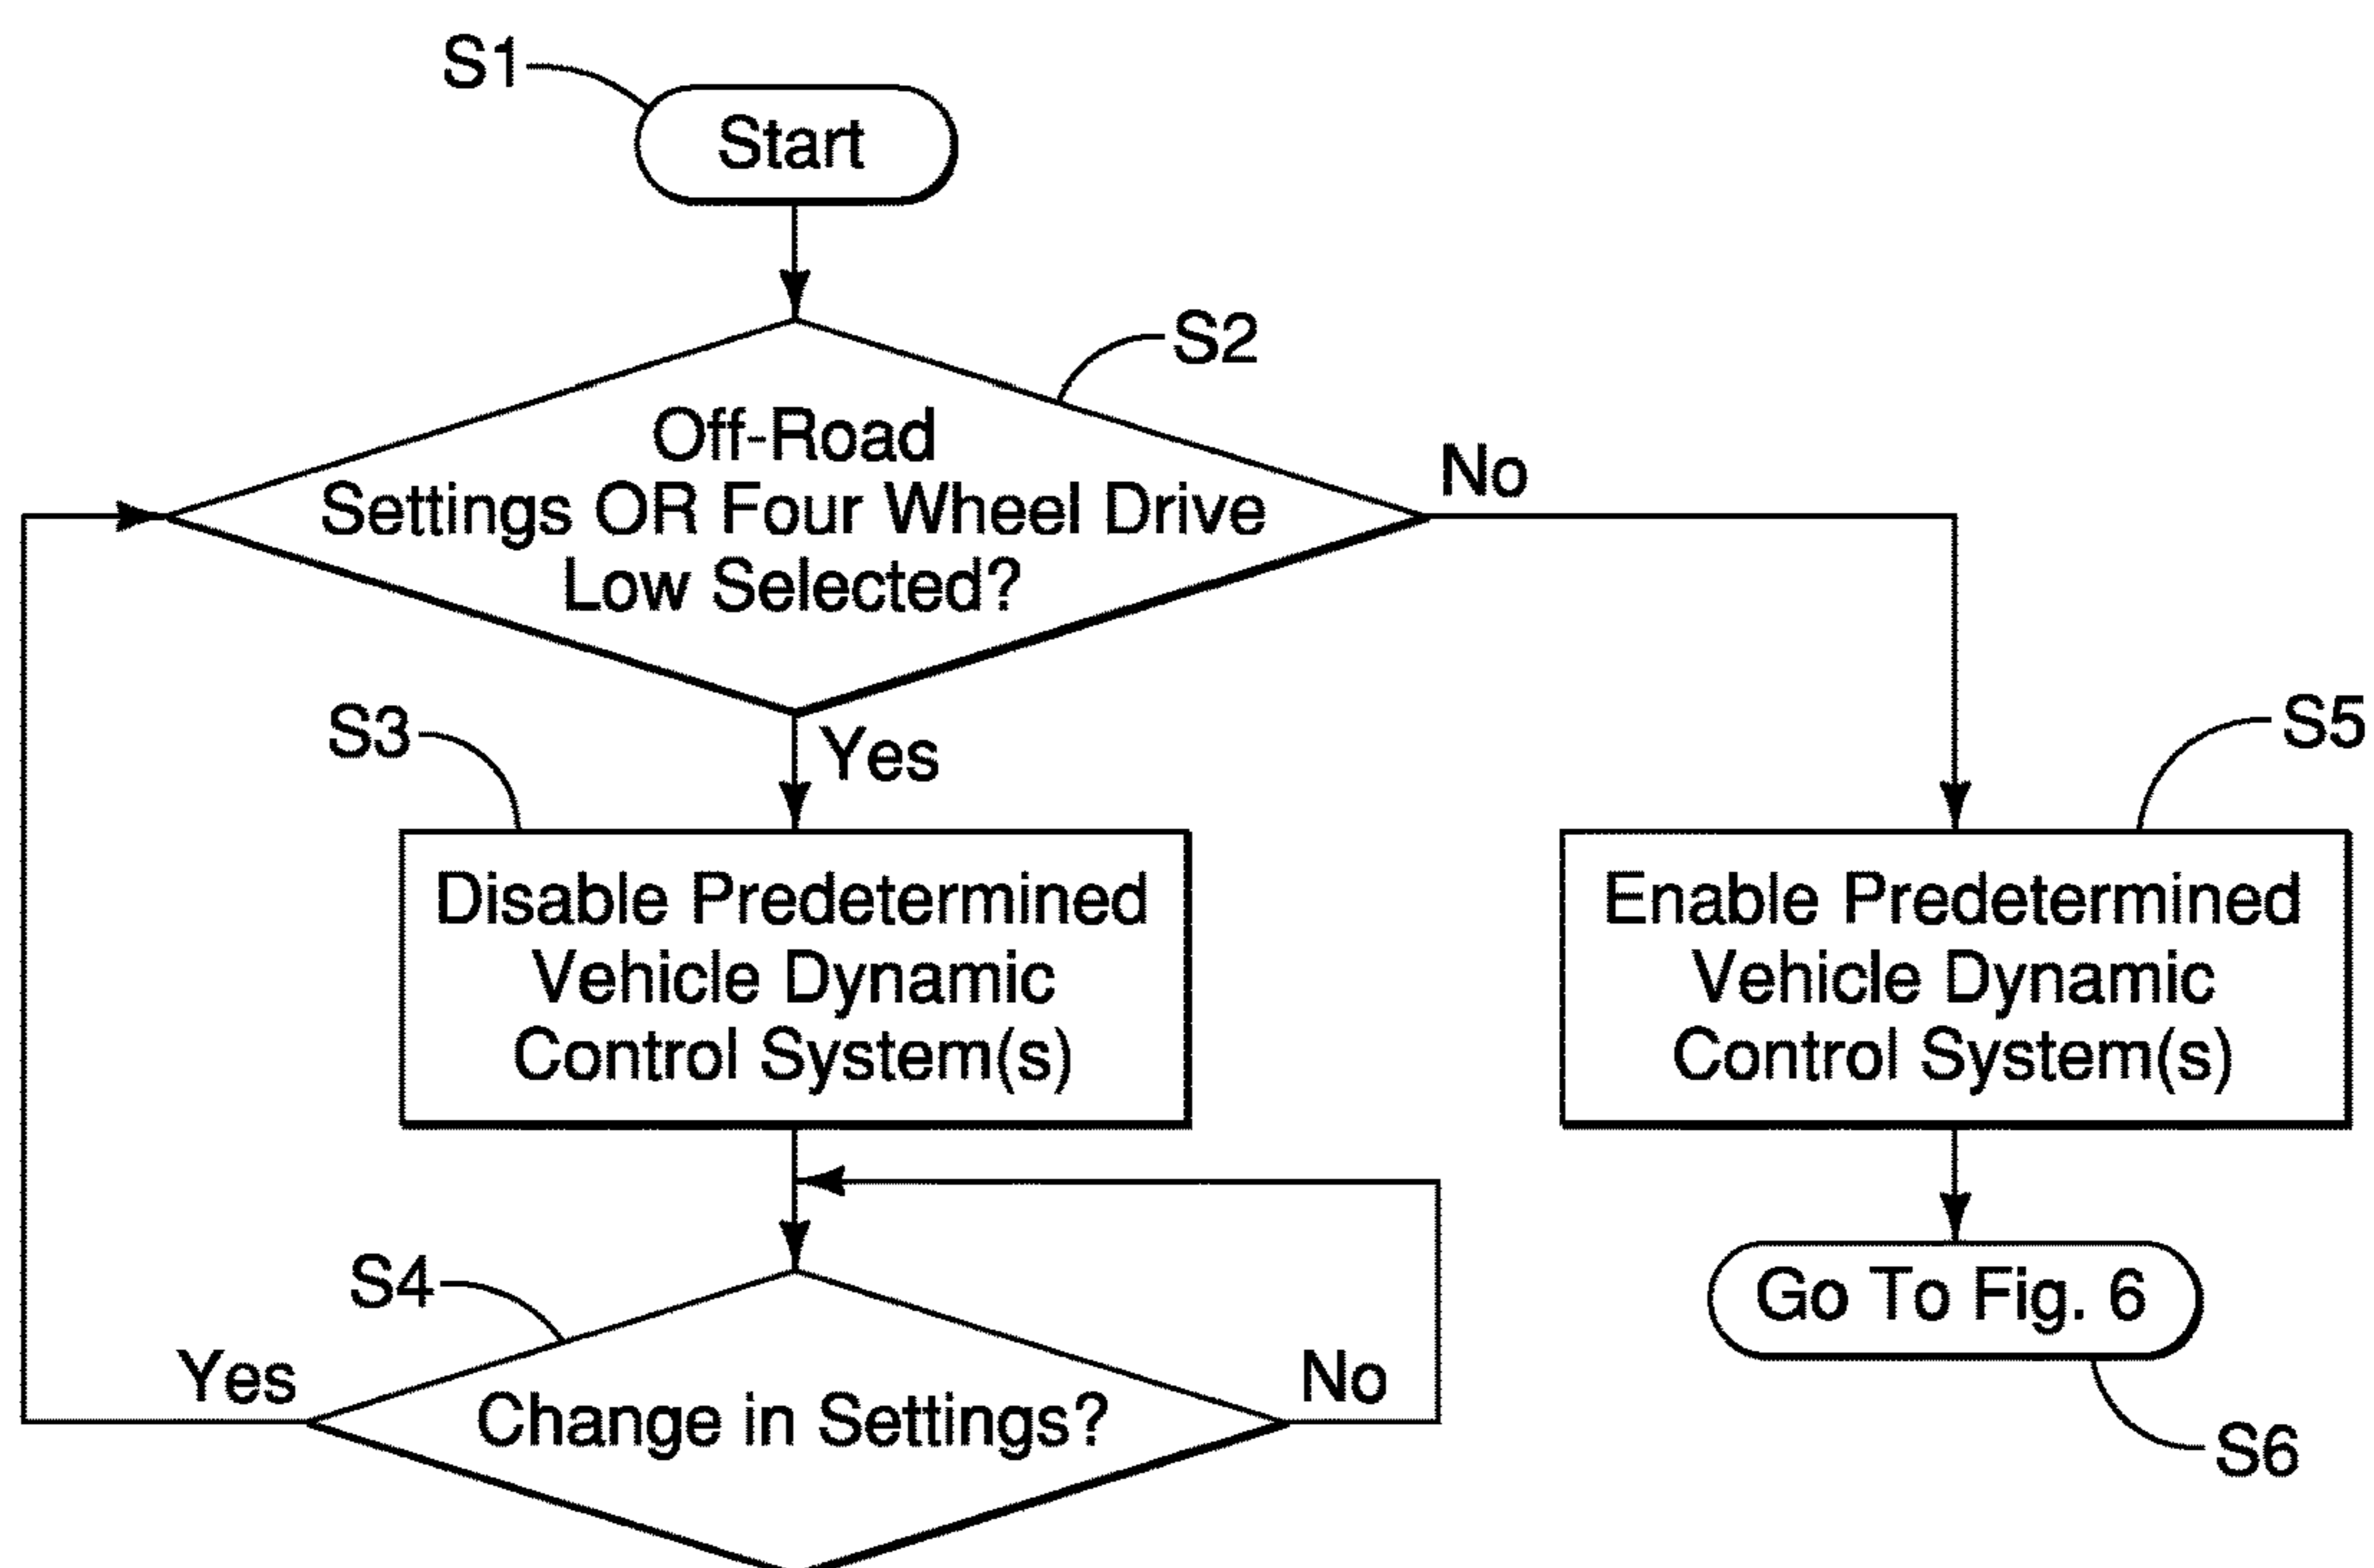 S1
Start
S2
Off-Road
Settings OR Four Wheel Drive
Low Selected?
No
S3
Yes
S5
Disable Predetermined
Vehicle Dynamic
Control System(s)
Enable Predetermined
Vehicle Dynamic
Control System(s)
S4
Go To Fig. 6
Yes
Change in Settings?
No
S6